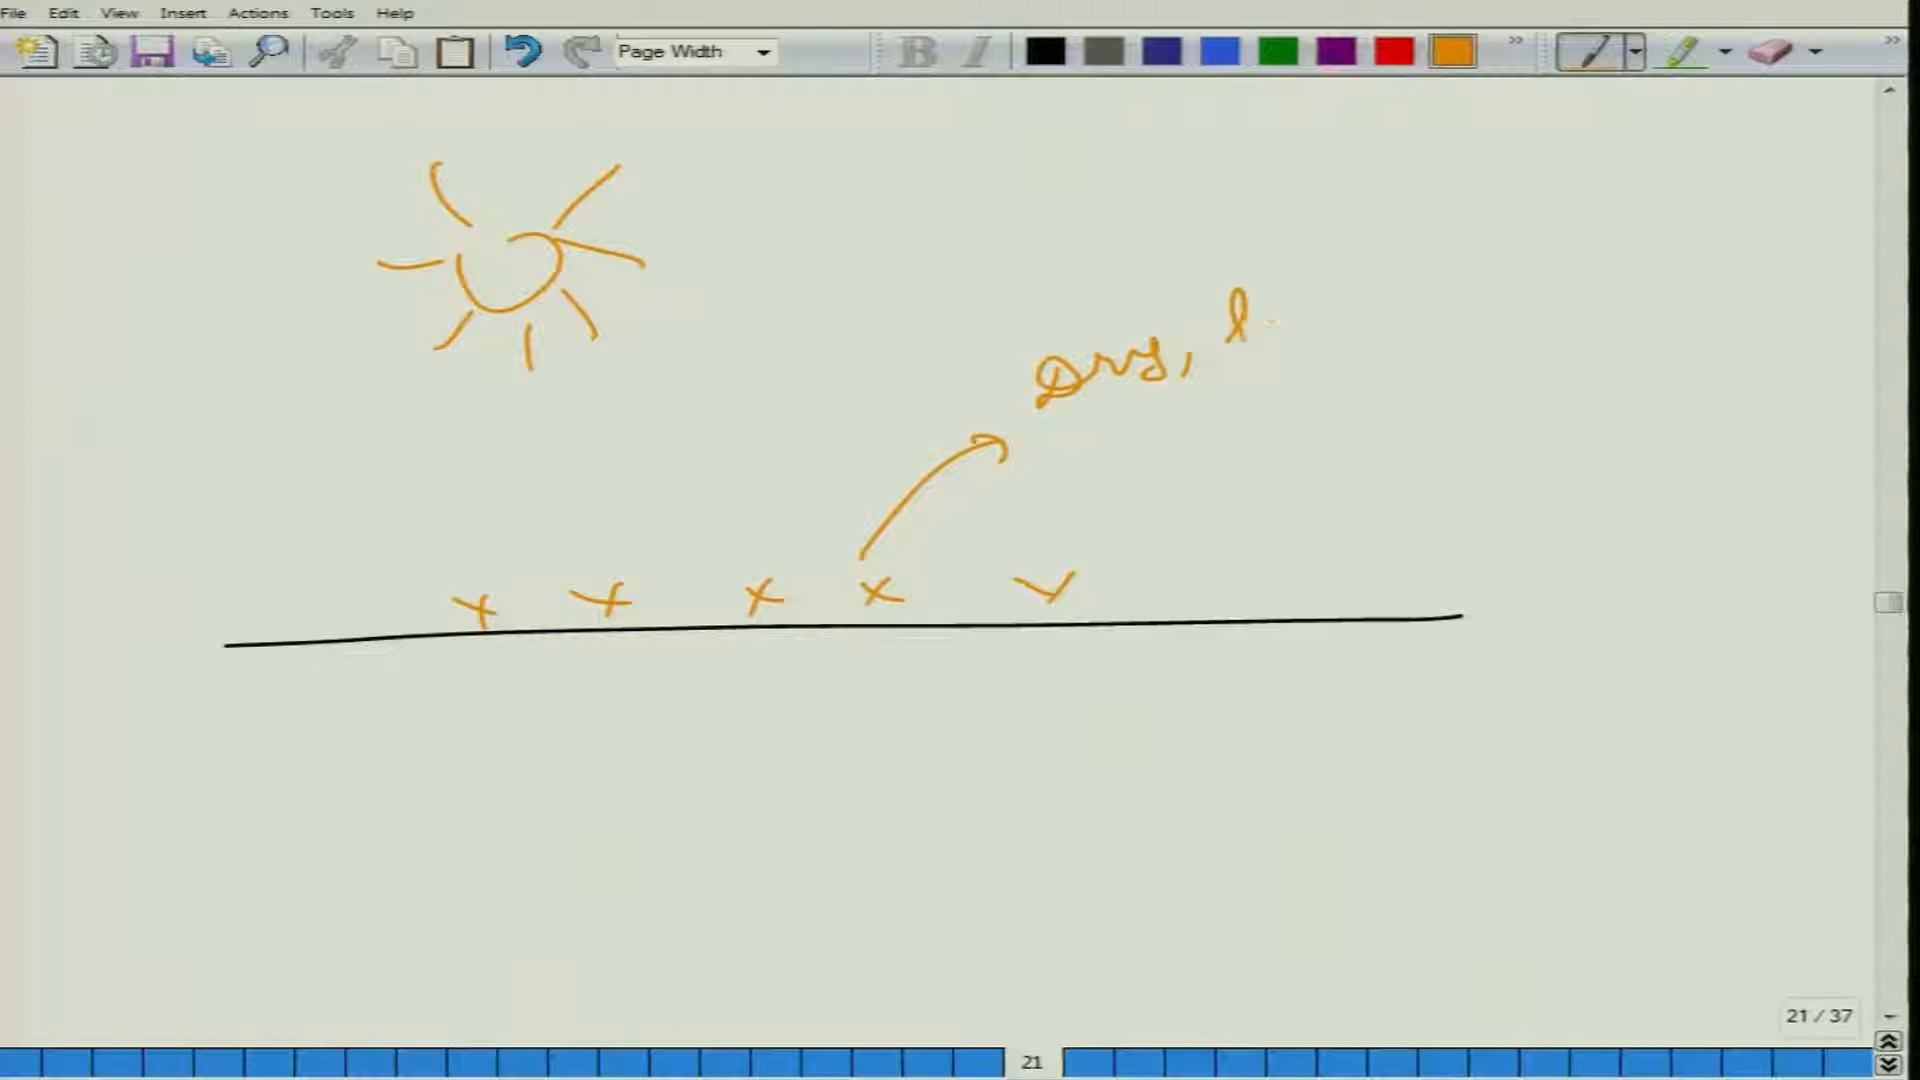 File Edit View Insert Actions Tools Help
Page Width
B I
Dry, l
21 / 37
21